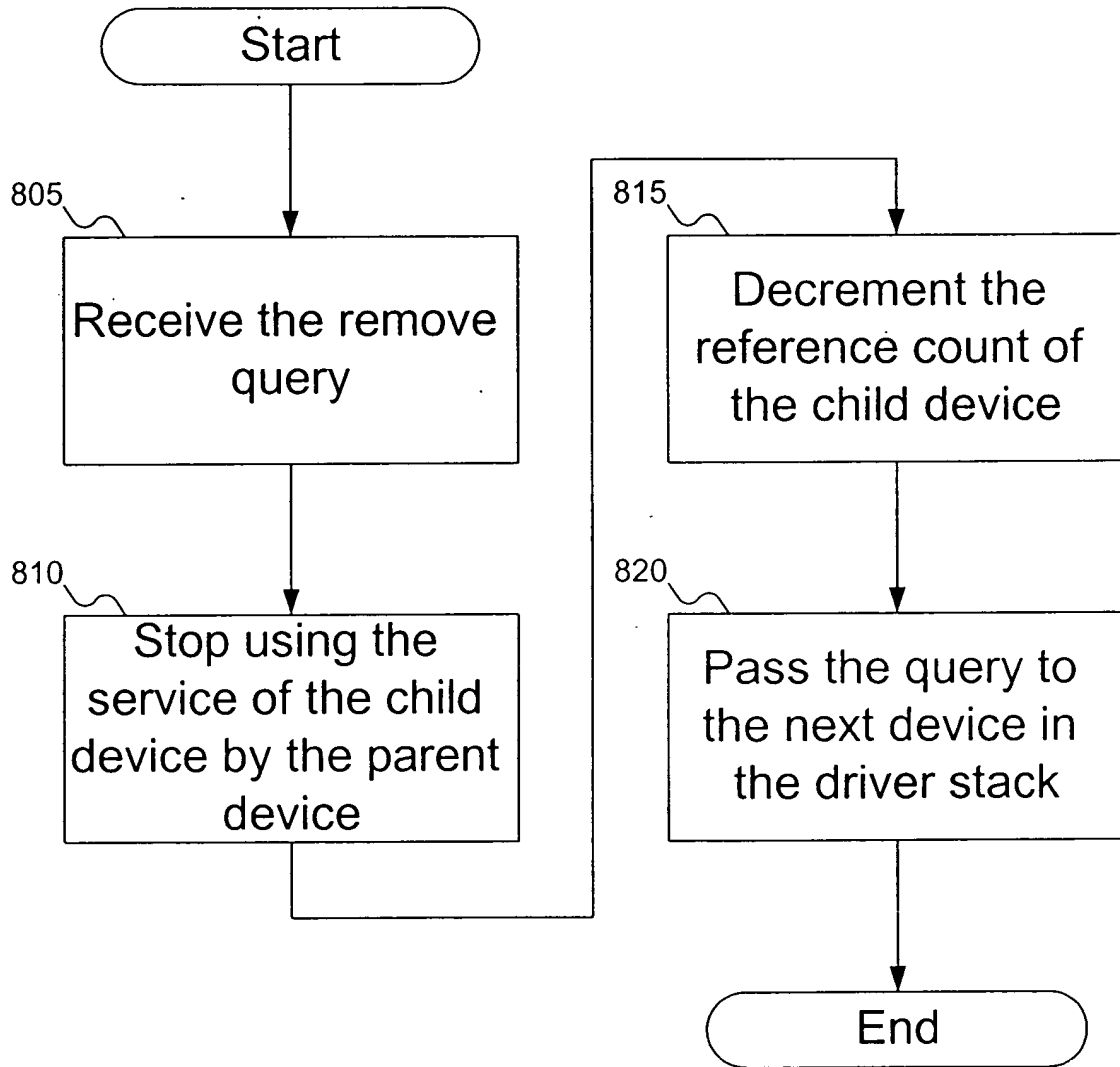 Start
805
Receive the remove
query
810
Stop using the
service of the child
device by the parent
device
815
Decrement the
reference count of
the child device
820
Pass the query to
the next device in
the driver stack
End